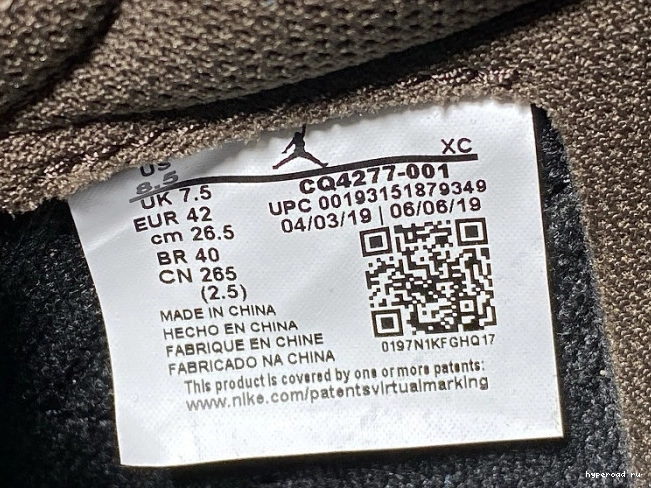 US
8.5
UK 7.5
EUR 42
cm 26.5
BR 40
CN 265
(2.5)
XC
CQ4277-001
UPC 00193151879349
04/03/19 | 06/06/19
0197N1KFGHQ17
MADE IN CHINA
HECHO EN CHINA
FABRIQUE EN CHINE
FABRICADO NA CHINA
This product is covered by one or more patents:
www.nike.com/patentsvirtualmarking
hyperoad.ru